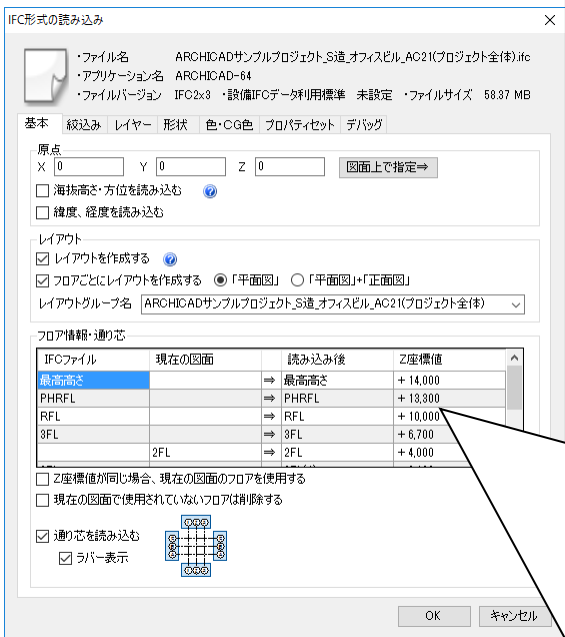 IFC形式の読み込み
・ファイル名 ARCHICADサンプルプロジェクト_S造_オフィスビル_AC21(プロジェクト全体).ifc
・アプリケーション名 ARCHICAD-64
・ファイルバージョン IFC2x3 ・設備IFCデータ利用標準 未設定 ・ファイルサイズ 58.37 MB
基本 絞込み レイヤー 形状 色・CG色 プロパティセット デバッグ
原点
X 0 Y 0 Z 0 図面上で指定⇒
海抜高さ・方位を読み込む
緯度、経度を読み込む
レイアウト
レイアウトを作成する
フロアごとにレイアウトを作成する 「平面図」 「平面図」+「正面図」
レイアウトグループ名 ARCHICADサンプルプロジェクト_S造_オフィスビル_AC21(プロジェクト全体)
フロア情報・通り芯
IFCファイル 現在の図面 読み込み後 Z座標値
最高高さ ⇒ 最高高さ + 14,000
PHRFL ⇒ PHRFL + 13,300
RFL ⇒ RFL + 10,000
3FL ⇒ 3FL + 6,700
2FL ⇒ 2FL + 4,000
Z座標値が同じ場合、現在の図面のフロアを使用する
現在の図面で使用されていないフロアは削除する
通り芯を読み込む
ラバー表示
OK キャンセル